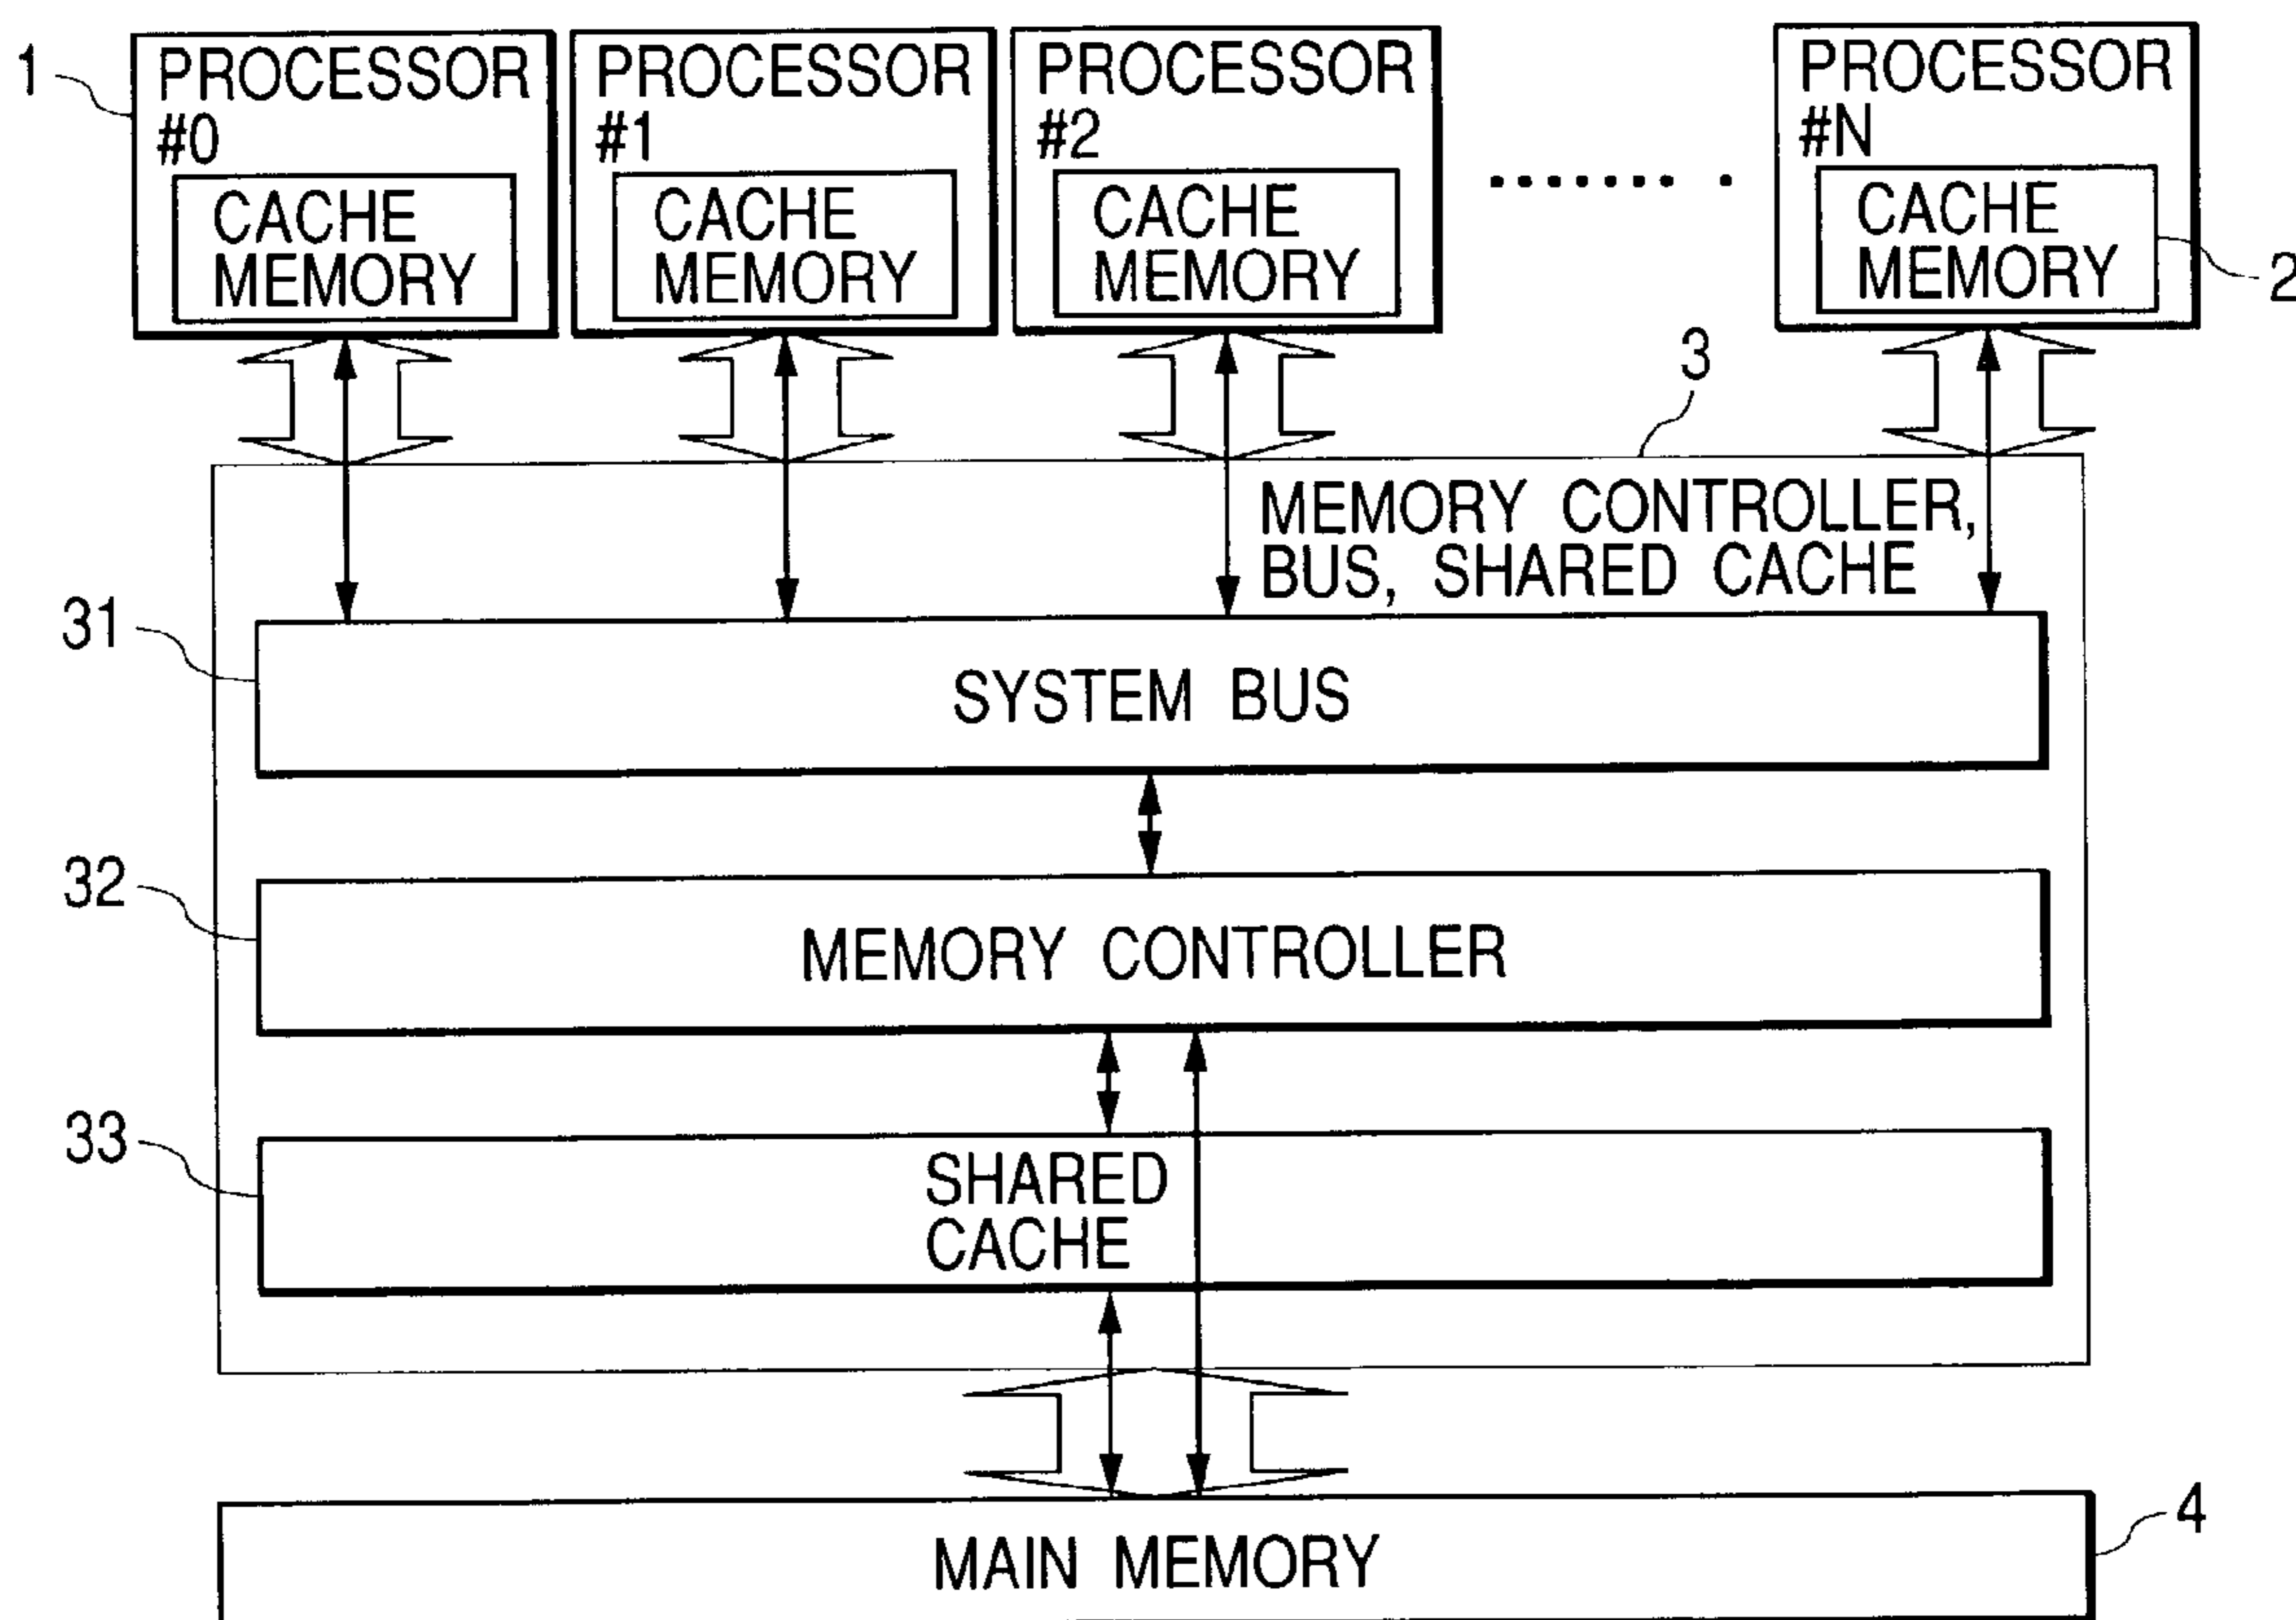 1
PROCESSOR
#0
CACHE
MEMORY
PROCESSOR
#1
CACHE
MEMORY
PROCESSOR
#2
CACHE
MEMORY
PROCESSOR
#N
CACHE
MEMORY
2
3
MEMORY CONTROLLER,
BUS, SHARED CACHE
31
SYSTEM BUS
32
MEMORY CONTROLLER
33
SHARED
CACHE
MAIN MEMORY
4